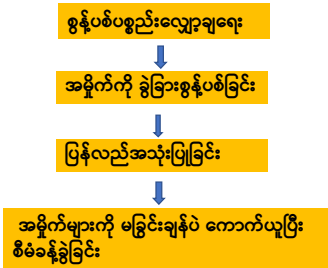 စွန့်ပစ်ပစ္စည်းလျှော့ချရေး
အမှိုက်ကို ခွဲခြားစွန့်ပစ်ခြင်း
ပြန်လည်အသုံးပြုခြင်း
အမှိုက်များကို မခြွင်းချန်ပဲ ကောက်ယူပြီး
စီမံခန့်ခွဲခြင်း